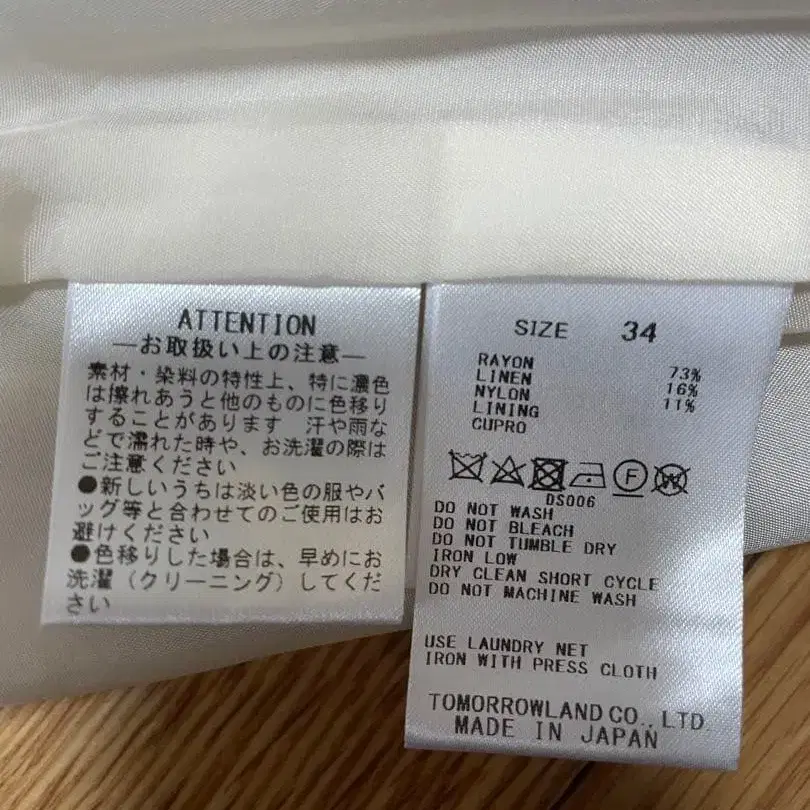 ATTENTION
―お取扱い上の注意―
素材・染料の特性上、特に濃色
は擦れあうと他のものに色移り
することがあります　汗や雨な
どで濡れた時や、お洗濯の際は
ご注意ください
●新しいうちは淡い色の服やバ
ッグ等と合わせてのご使用はお
避けください
●色移りした場合は、早めにお
洗濯（クリーニング）してくだ
さい
SIZE 34
RAYON 73%
LINEN 16%
NYLON 11%
LINING
CUPRO
F W
DS006
DO NOT WASH
DO NOT BLEACH
DO NOT TUMBLE DRY
IRON LOW
DRY CLEAN SHORT CYCLE
DO NOT MACHINE WASH
USE LAUNDRY NET
IRON WITH PRESS CLOTH
TOMORROWLAND CO., LTD.
MADE IN JAPAN